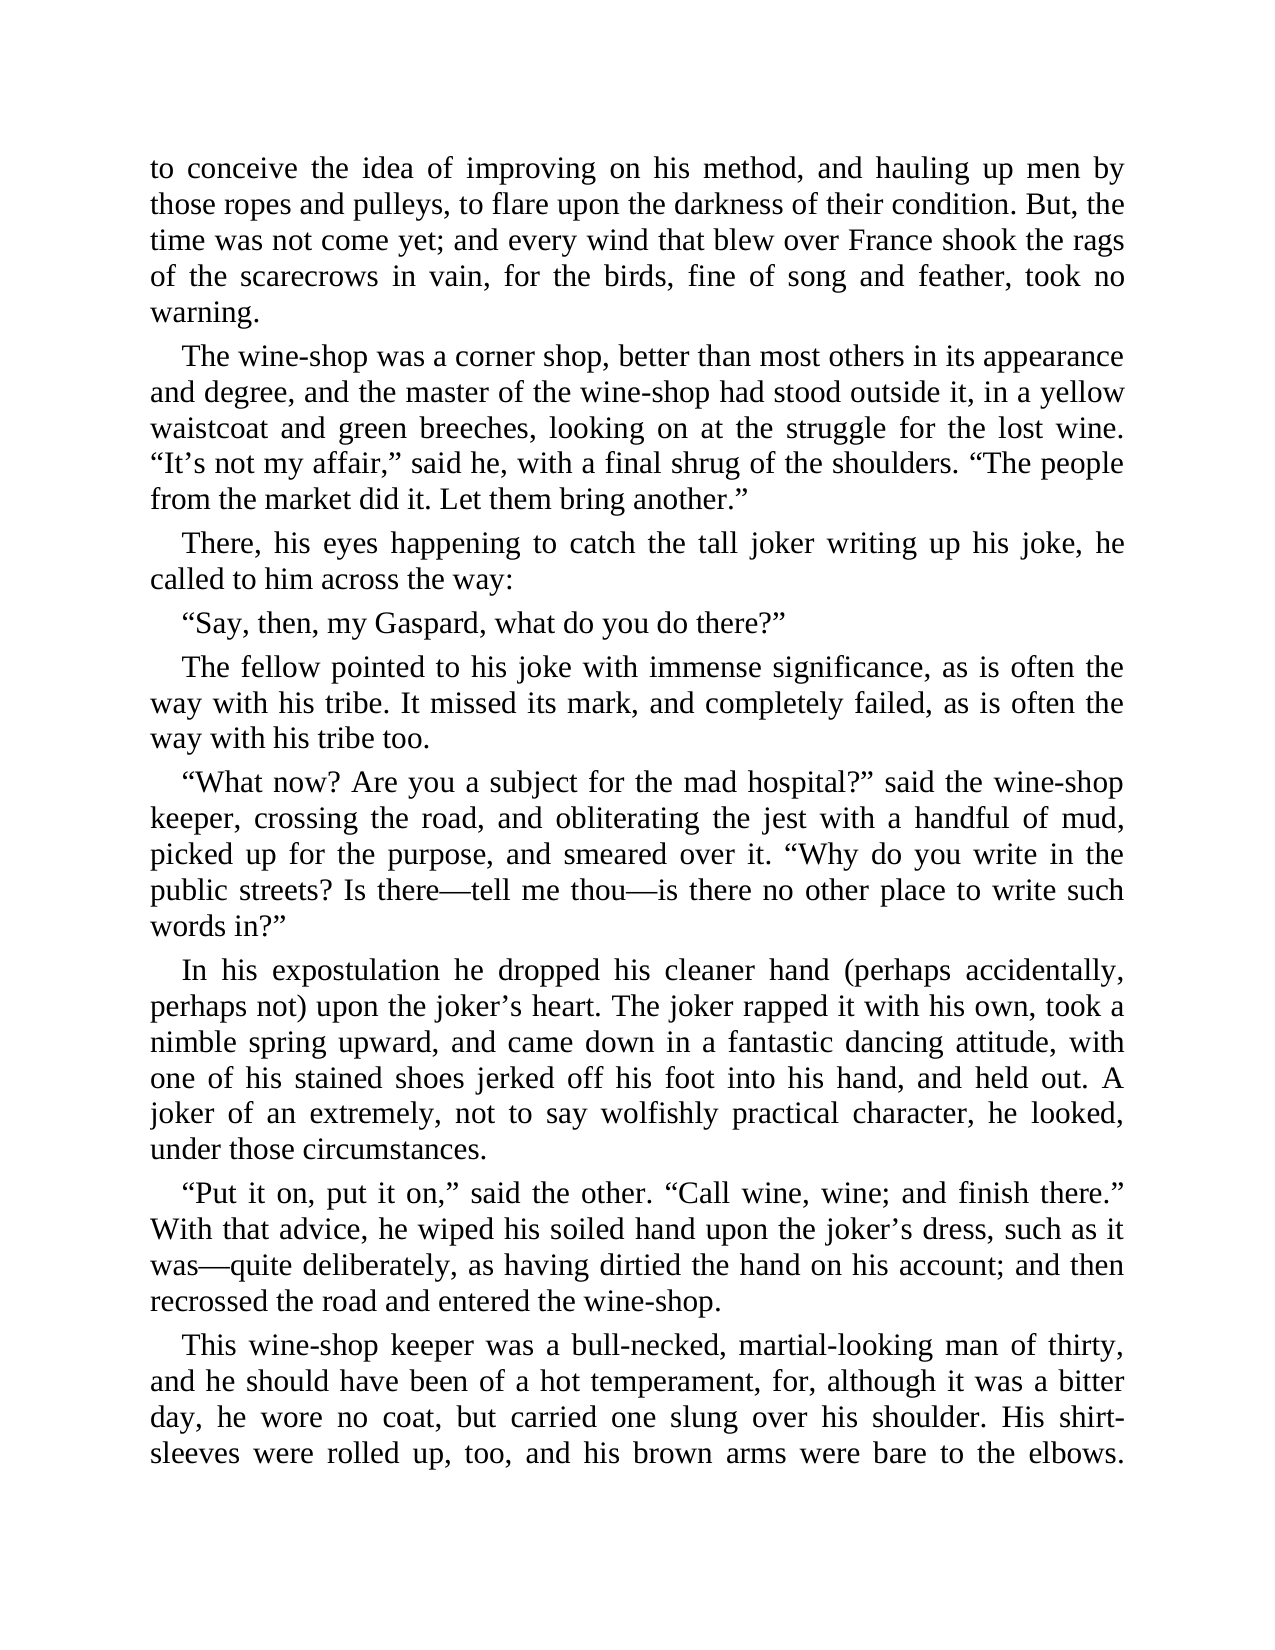 to conceive the idea of improving on his method, and hauling up men by
those ropes and pulleys, to flare upon the darkness of their condition. But, the
time was not come yet; and every wind that blew over France shook the rags
of the scarecrows in vain, for the birds, fine of song and feather, took no
warning.
The wine-shop was a corner shop, better than most others in its appearance
and degree, and the master of the wine-shop had stood outside it, in a yellow
waistcoat and green breeches, looking on at the struggle for the lost wine.
“It’s not my affair,” said he, with a final shrug of the shoulders. “The people
from the market did it. Let them bring another.”
There, his eyes happening to catch the tall joker writing up his joke, he
called to him across the way:
“Say, then, my Gaspard, what do you do there?”
The fellow pointed to his joke with immense significance, as is often the
way with his tribe. It missed its mark, and completely failed, as is often the
way with his tribe too.
“What now? Are you a subject for the mad hospital?” said the wine-shop
keeper, crossing the road, and obliterating the jest with a handful of mud,
picked up for the purpose, and smeared over it. “Why do you write in the
public streets? Is there—tell me thou—is there no other place to write such
words in?”
In his expostulation he dropped his cleaner hand (perhaps accidentally,
perhaps not) upon the joker’s heart. The joker rapped it with his own, took a
nimble spring upward, and came down in a fantastic dancing attitude, with
one of his stained shoes jerked off his foot into his hand, and held out. A
joker of an extremely, not to say wolfishly practical character, he looked,
under those circumstances.
“Put it on, put it on,” said the other. “Call wine, wine; and finish there.”
With that advice, he wiped his soiled hand upon the joker’s dress, such as it
was—quite deliberately, as having dirtied the hand on his account; and then
recrossed the road and entered the wine-shop.
This wine-shop keeper was a bull-necked, martial-looking man of thirty,
and he should have been of a hot temperament, for, although it was a bitter
day, he wore no coat, but carried one slung over his shoulder. His shirt-
sleeves were rolled up, too, and his brown arms were bare to the elbows.